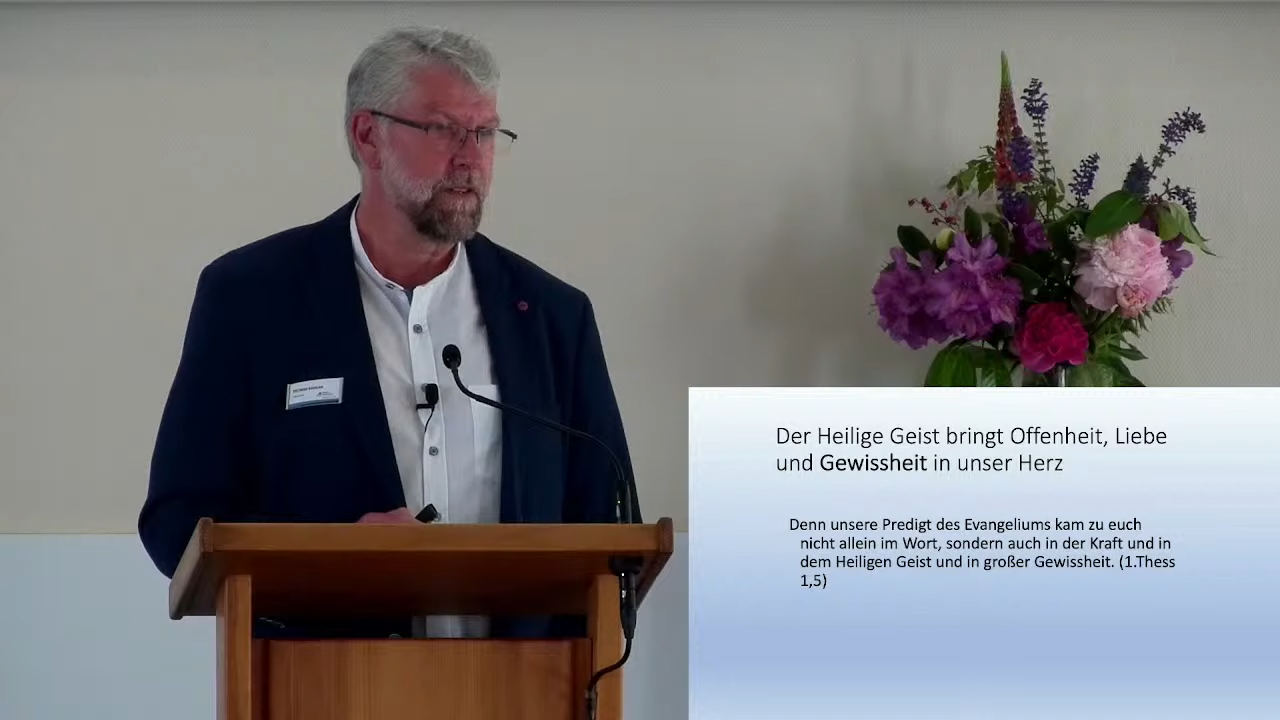 Der Heilige Geist bringt Offenheit, Liebe
und Gewissheit in unser Herz
Denn unsere Predigt des Evangeliums kam zu euch
nicht allein im Wort, sondern auch in der Kraft und in
dem Heiligen Geist und in großer Gewissheit. (1.Thess
1,5)